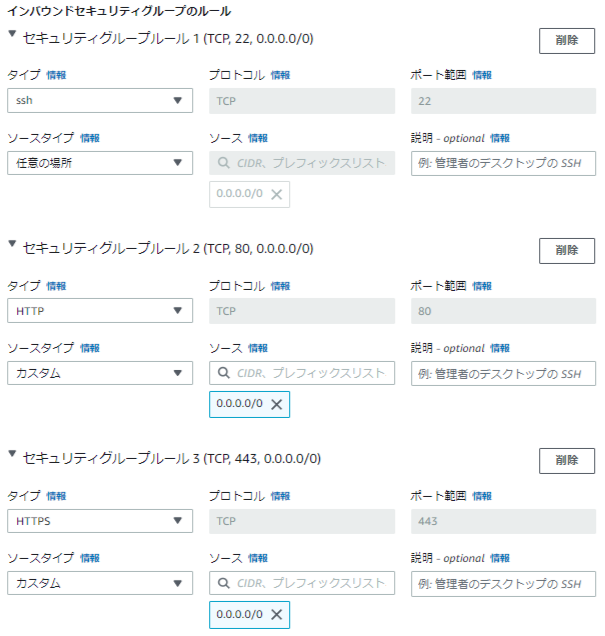 インバウンドセキュリティグループのルール
セキュリティグループルール 1 (TCP, 22, 0.0.0.0/0)
削除
タイプ 情報
プロトコル 情報
ポート範囲 情報
ssh
TCP
22
ソースタイプ 情報
ソース 情報
説明 - optional 情報
任意の場所
CIDR、プレフィックスリスト
例: 管理者のデスクトップの SSH
0.0.0.0/0
セキュリティグループルール 2 (TCP, 80, 0.0.0.0/0)
削除
タイプ 情報
プロトコル 情報
ポート範囲 情報
HTTP
TCP
80
ソースタイプ 情報
ソース 情報
説明 - optional 情報
カスタム
CIDR、プレフィックスリスト
例: 管理者のデスクトップの SSH
0.0.0.0/0
セキュリティグループルール 3 (TCP, 443, 0.0.0.0/0)
削除
タイプ 情報
プロトコル 情報
ポート範囲 情報
HTTPS
TCP
443
ソースタイプ 情報
ソース 情報
説明 - optional 情報
カスタム
CIDR、プレフィックスリスト
例: 管理者のデスクトップの SSH
0.0.0.0/0